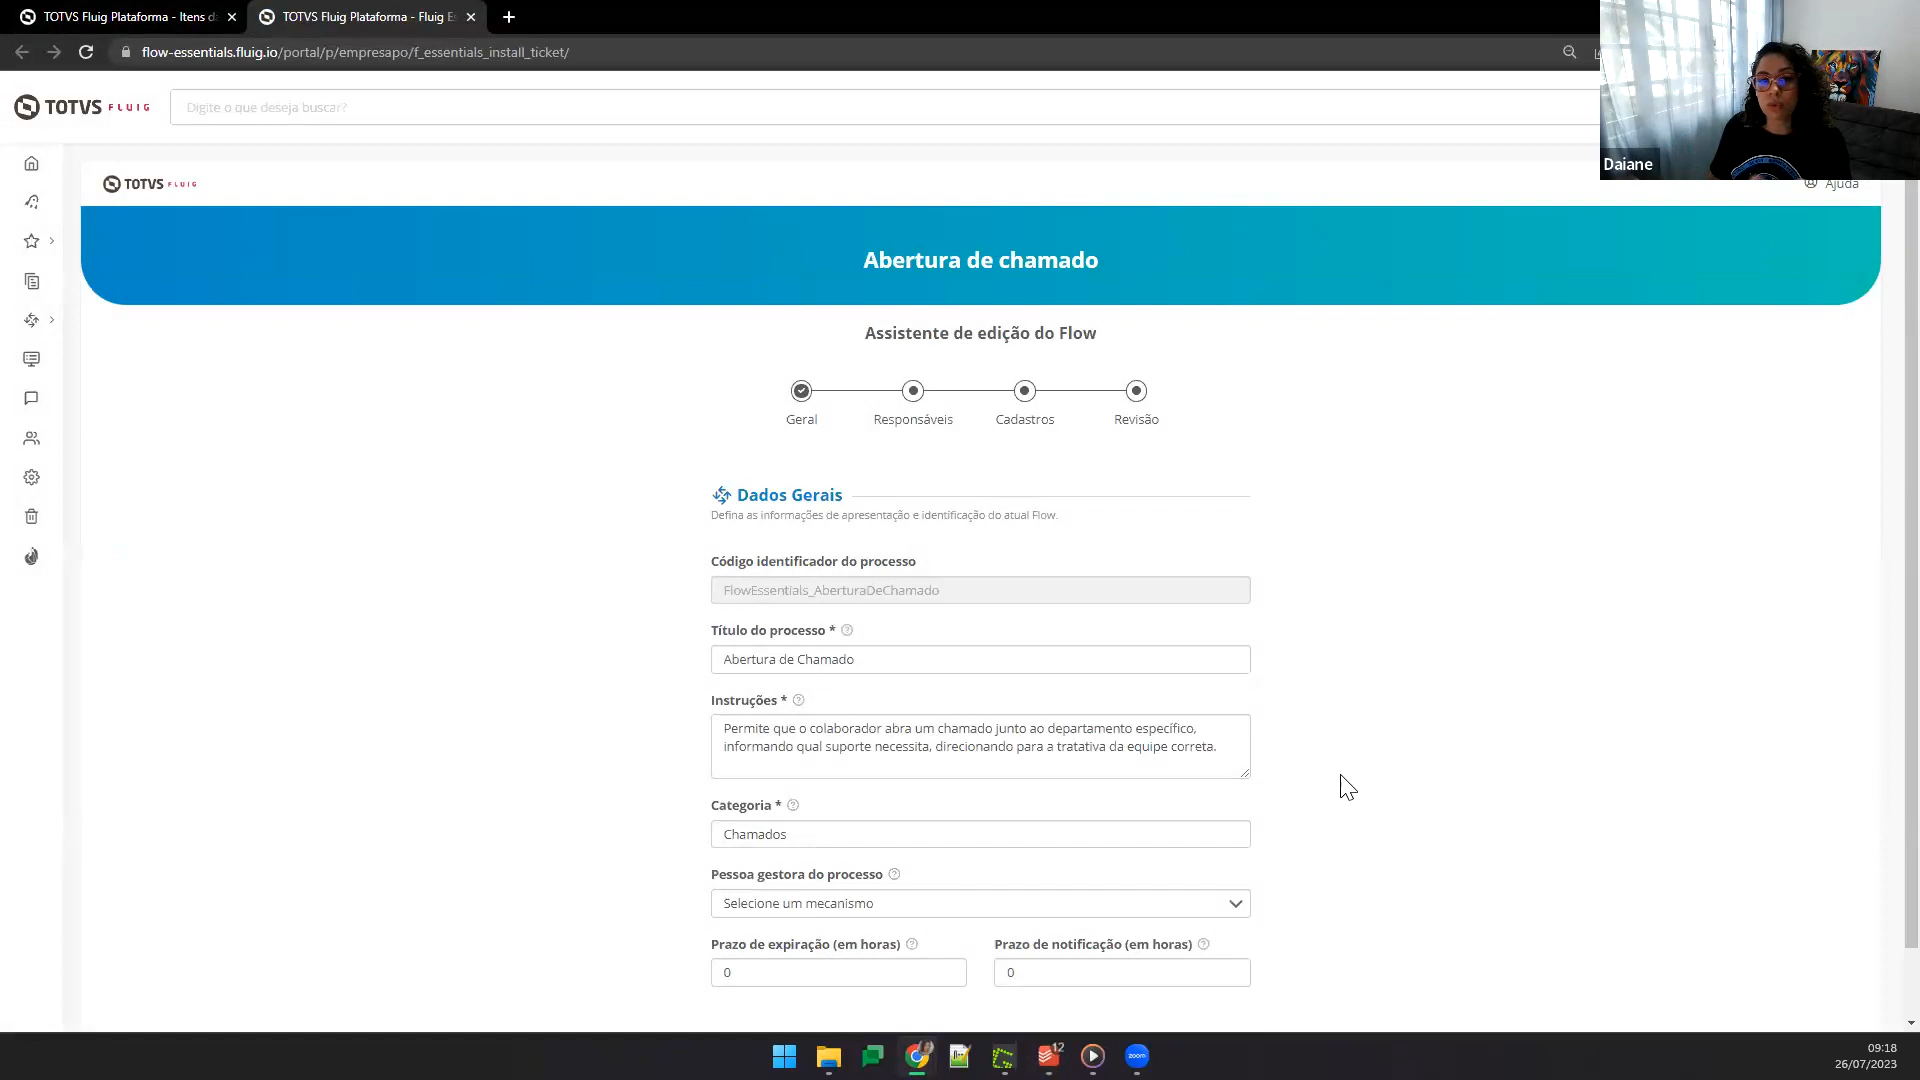 TOTVS Fluig Plataforma - Itens d
TOTVS Fluig Plataforma - Fluig Es
flow-essentials.fluig.io/portal/p/empresapo/f_essentials_install_ticket/
TOTVS FLUIG
Digite o que deseja buscar?
Daiane
TOTVS FLUIG
Ajuda
Abertura de chamado
Assistente de edição do Flow
Geral
Responsáveis
Cadastros
Revisão
Dados Gerais
Defina as informações de apresentação e identificação do atual Flow.
Código identificador do processo
FlowEssentials_AberturaDeChamado
Título do processo *
Abertura de Chamado
Instruções *
Permite que o colaborador abra um chamado junto ao departamento específico,
informando qual suporte necessita, direcionando para a tratativa da equipe correta.
Categoria *
Chamados
Pessoa gestora do processo
Selecione um mecanismo
Prazo de expiração (em horas)
Prazo de notificação (em horas)
0
0
12
zoom
09:18
26/07/2023